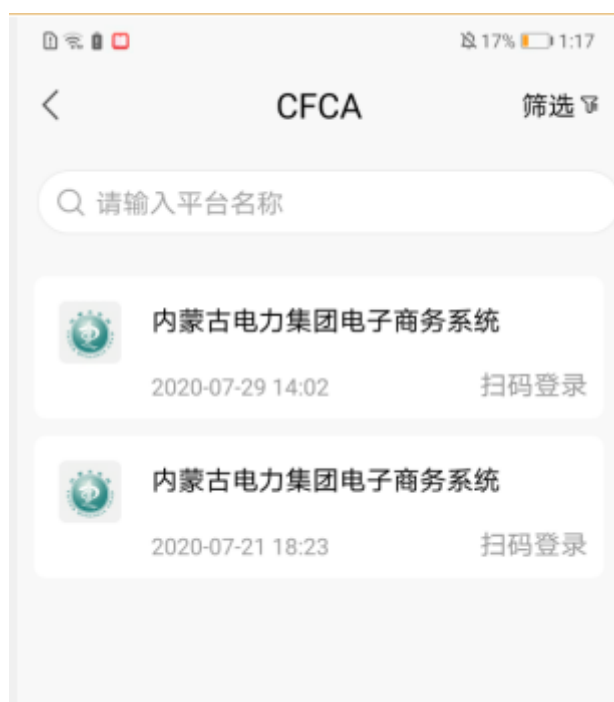 17% 1:17
CFCA 筛选
请输入平台名称
内蒙古电力集团电子商务系统
2020-07-29 14:02 扫码登录
内蒙古电力集团电子商务系统
2020-07-21 18:23 扫码登录